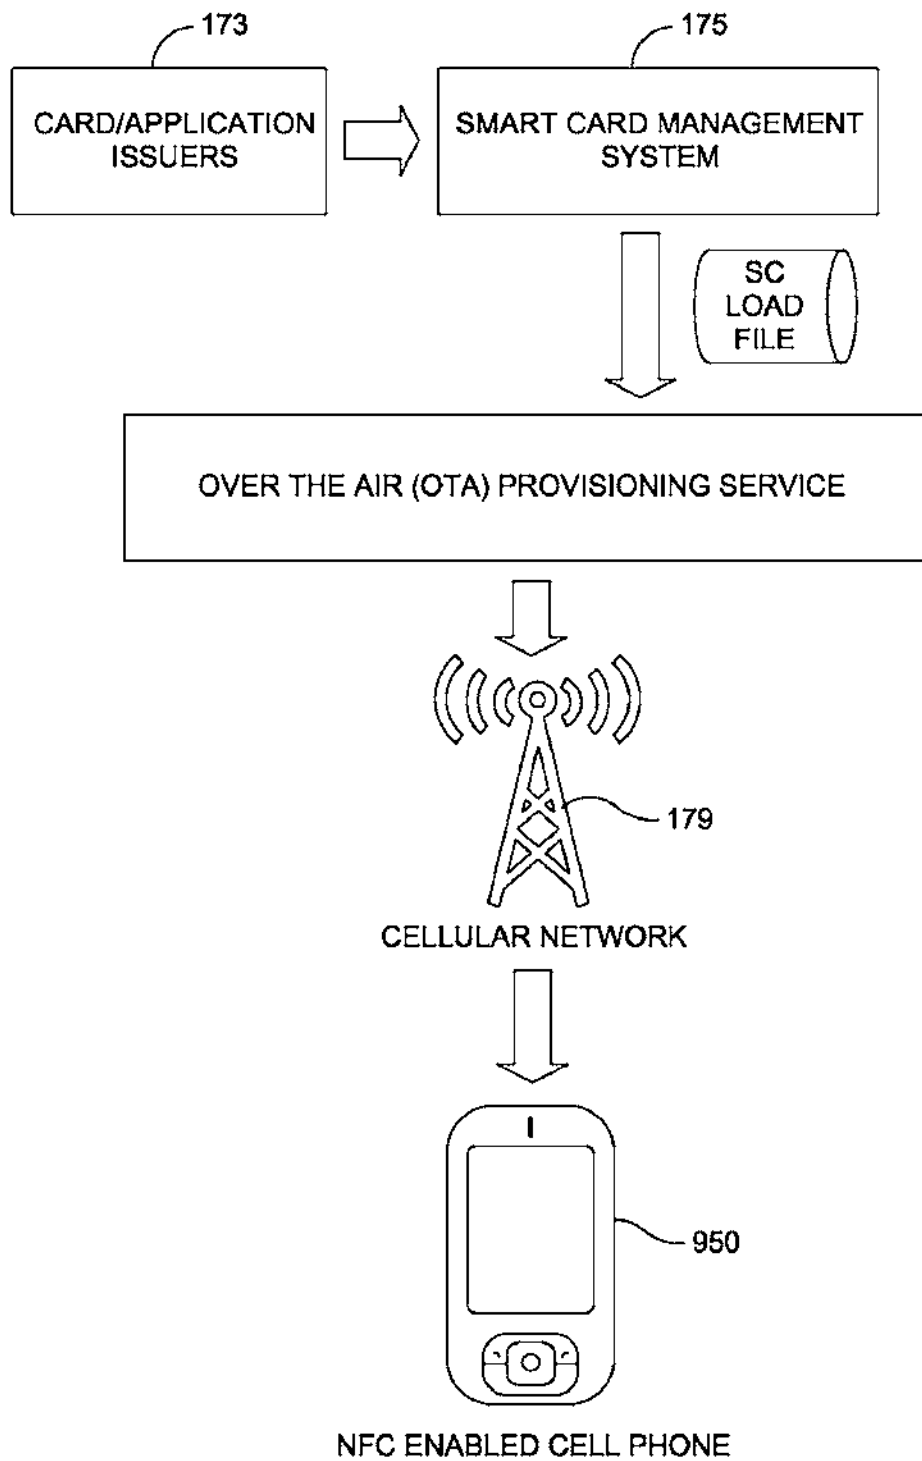 173
175
CARD/APPLICATION
ISSUERS
SMART CARD MANAGEMENT
SYSTEM
SC
LOAD
FILE
OVER THE AIR (OTA) PROVISIONING SERVICE
179
CELLULAR NETWORK
950
NFC ENABLED CELL PHONE